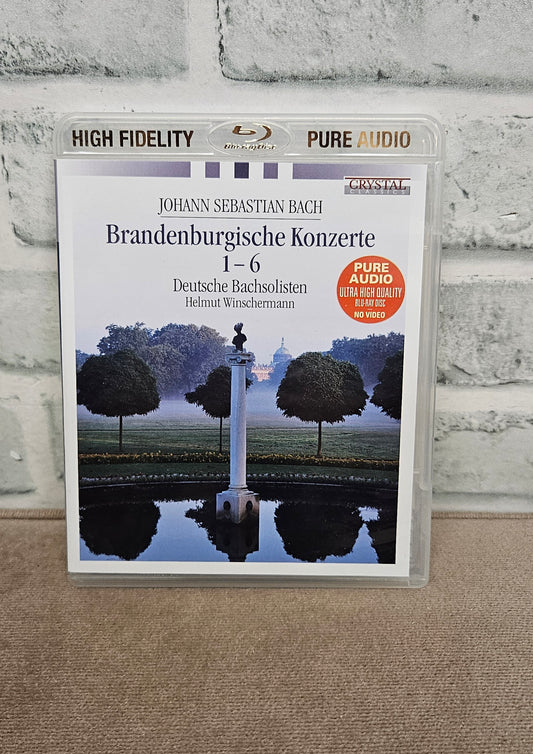 HIGH FIDELITY
Blu-ray Disc
PURE AUDIO
CRYSTAL
CLASSICS
JOHANN SEBASTIAN BACH
Brandenburgische Konzerte
1 – 6
Deutsche Bachsolisten
Helmut Winschermann
PURE
AUDIO
ULTRA HIGH QUALITY
BLU-RAY DISC
NO VIDEO